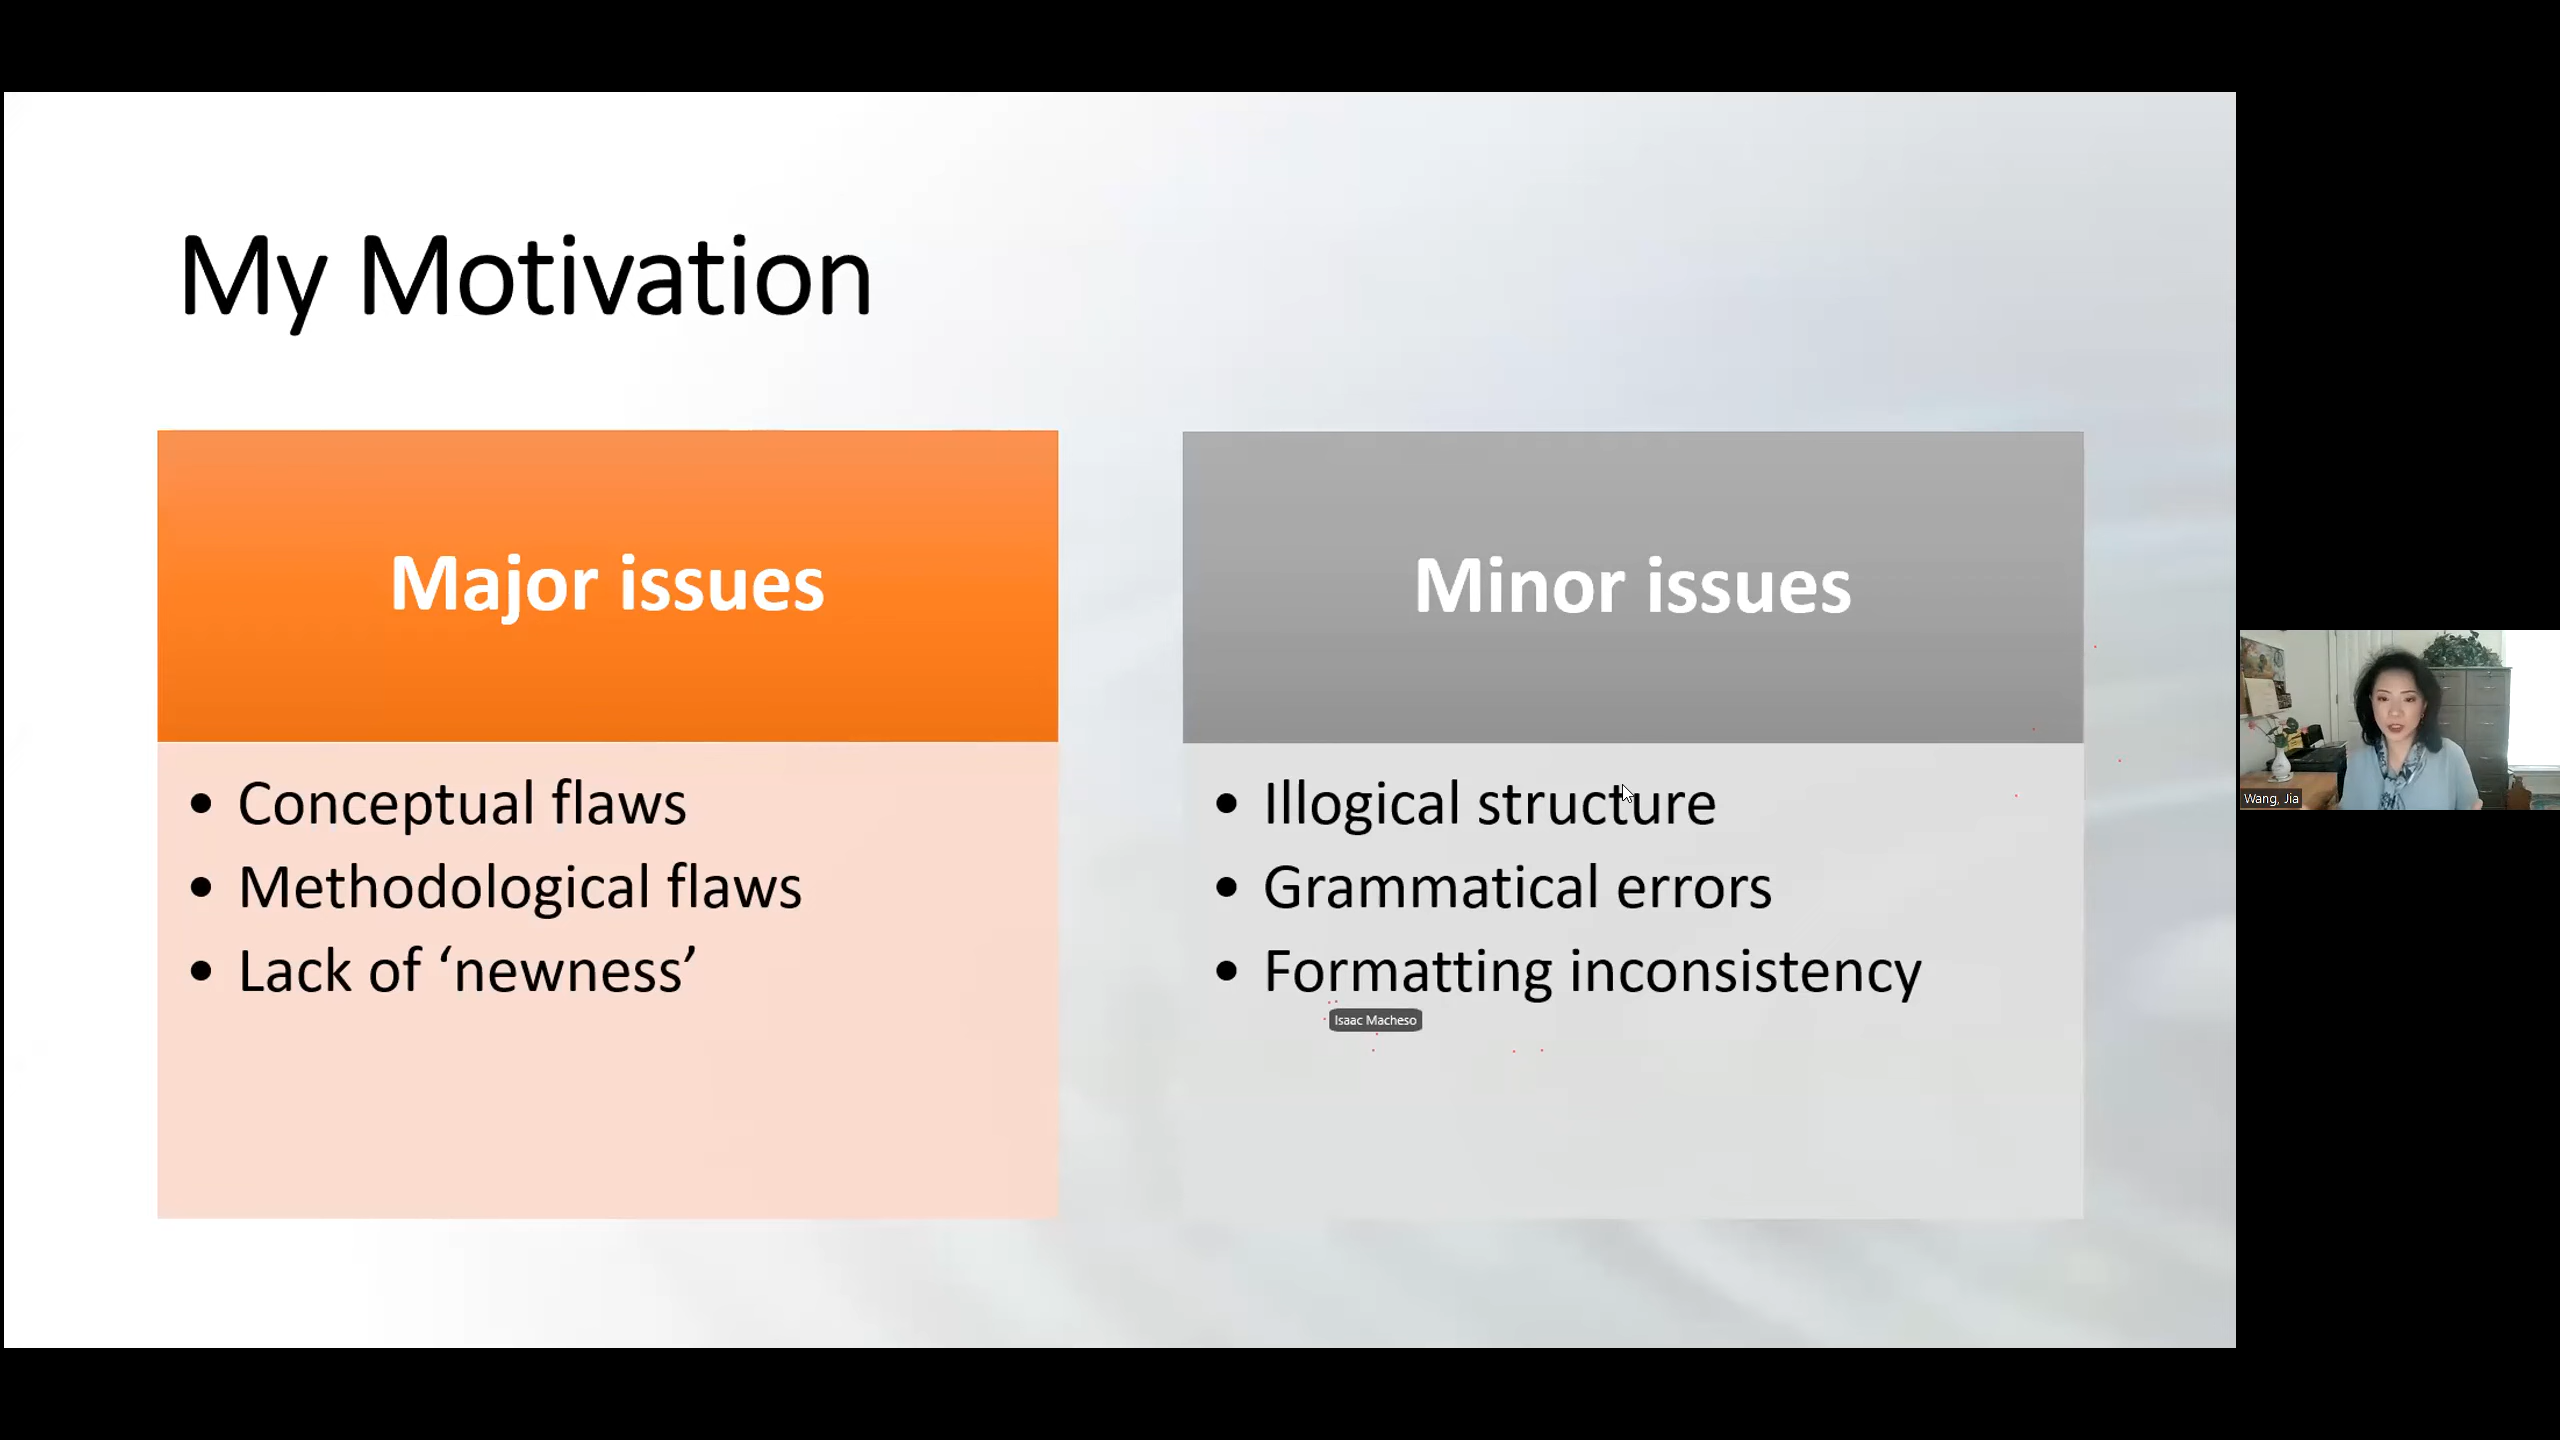 My Motivation
Major issues
• Conceptual flaws
• Methodological flaws
• Lack of ‘newness’
Minor issues
• Illogical structure
• Grammatical errors
• Formatting inconsistency
Isaac Macheso
Wang, Jia